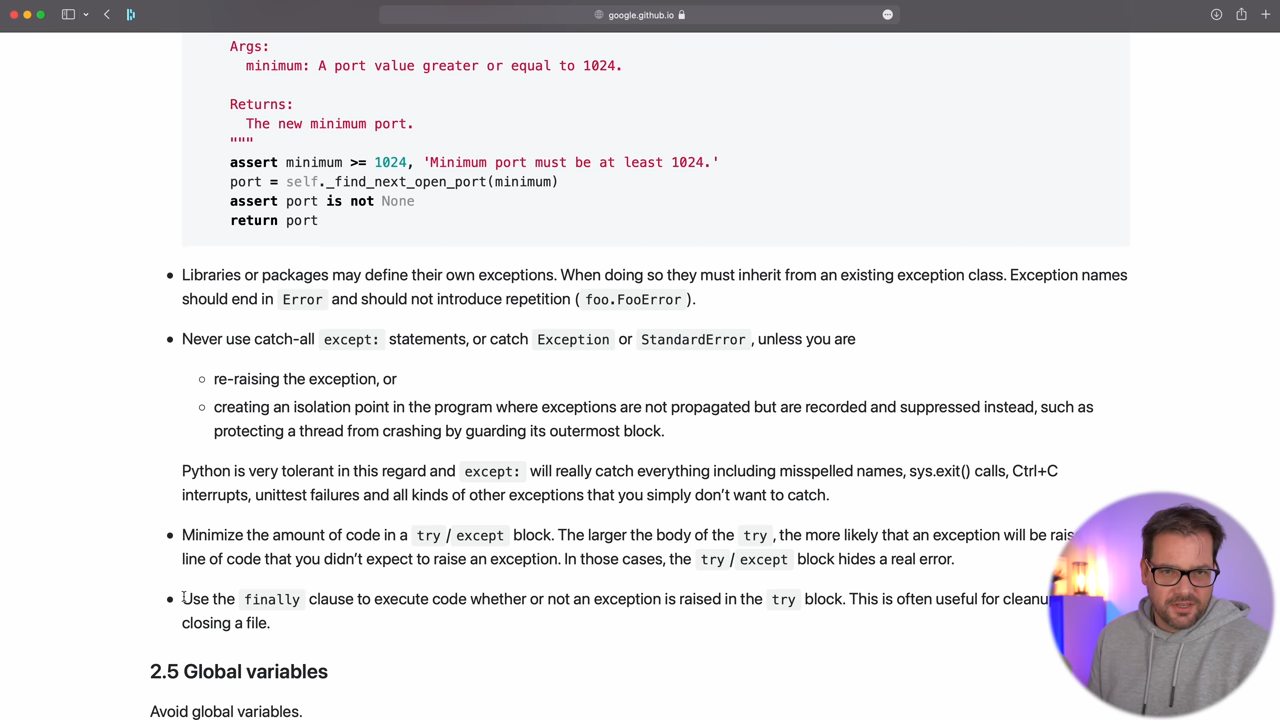 google.github.io
Args:
minimum: A port value greater or equal to 1024.
Returns:
The new minimum port.
"""
assert minimum >= 1024, 'Minimum port must be at least 1024.'
port = self._find_next_open_port(minimum)
assert port is not None
return port
Libraries or packages may define their own exceptions. When doing so they must inherit from an existing exception class. Exception names
should end in Error and should not introduce repetition ( foo.FooError ).
Never use catch-all except: statements, or catch Exception or StandardError , unless you are
re-raising the exception, or
creating an isolation point in the program where exceptions are not propagated but are recorded and suppressed instead, such as
protecting a thread from crashing by guarding its outermost block.
Python is very tolerant in this regard and except: will really catch everything including misspelled names, sys.exit() calls, Ctrl+C
interrupts, unittest failures and all kinds of other exceptions that you simply don’t want to catch.
Minimize the amount of code in a try / except block. The larger the body of the try , the more likely that an exception will be
line of code that you didn’t expect to raise an exception. In those cases, the try / except block hides a real error.
Use the finally clause to execute code whether or not an exception is raised in the try block. This is often useful for
closing a file.
2.5 Global variables
Avoid global variables.